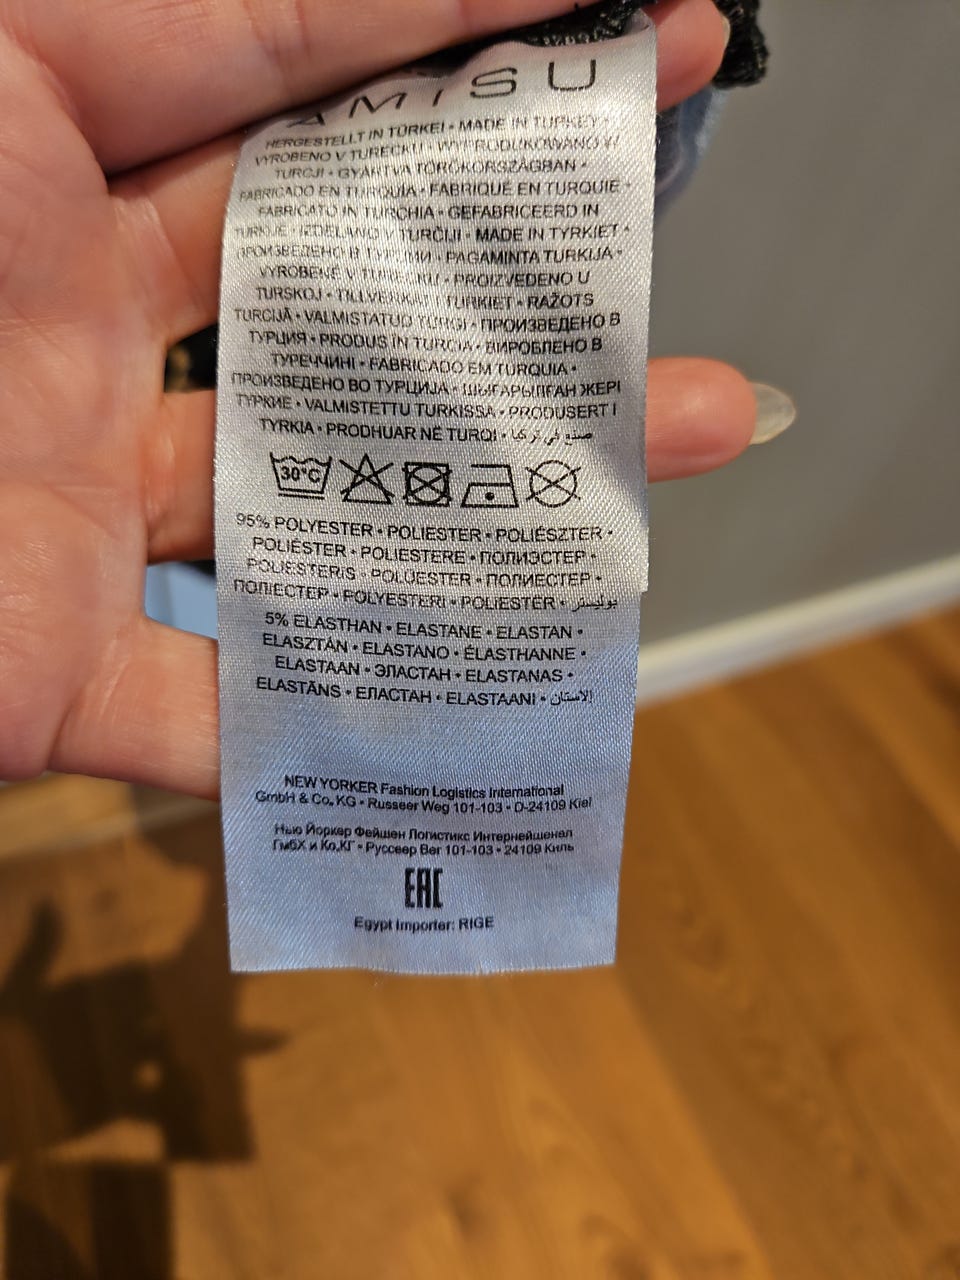 AMISU
HERGESTELLT IN TÜRKEI • MADE IN TURKEY •
VYROBENO V TURECKU • WYPRODUKOWANO W
TURCJI • GYÁRTVA TÖRÖKORSZÁGBAN •
FABRICADO EN TURQUÍA • FABRIQUÉ EN TURQUIE •
FABBRICATO IN TURCHIA • GEFABRICEERD IN
TURKIJE • IZDELANO V TURČIJI • MADE IN TYRKIET •
ПРОИЗВЕДЕНО В ТУРЦИИ • PAGAMINTA TURKIJA •
VYROBENÉ V TURECKU • PROIZVEDENO U
TURSKOJ • TILLVERKAT I TURKIET • RAŽOTS
TURCIJĀ • VALMISTATUD TÜRGI • ПРОИЗВЕДЕНО В
ТУРЦИЯ • PRODUS ÎN TURCIA • ВИРОБЛЕНО В
ТУРЕЧЧИНІ • FABRICADO EM TURQUIA •
ПРОИЗВЕДЕНО ВО ТУРЦИЈА • ШЫҒАРЫЛҒАН ЖЕРІ
ТҮРКИЕ • VALMISTETTU TURKISSA • PRODUSERT I
TYRKIA • PRODHUAR NË TURQI • صنع في تركيا
30°C
95% POLYESTER • POLIESTER • POLIÉSZTER •
POLIÉSTER • POLIESTERE • ПОЛИЭСТЕР •
POLIESTERIS • POLÜESTER • ПОЛИЕСТЕР •
ПОЛІЕСТЕР • POLYESTERI • POLIESTËR • بوليستر
5% ELASTHAN • ELASTANE • ELASTAN •
ELASZTÁN • ELASTANO • ÉLASTHANNE •
ELASTAAN • ЭЛАСТАН • ELASTANAS •
ELASTĀNS • ЕЛАСТАН • ELASTAANI • الاستان
NEW YORKER Fashion Logistics International
GmbH & Co. KG • Russeer Weg 101-103 • D-24109 Kiel
Нью Йоркер Фейшен Логистикс Интернейшенел
ГмбХ и Ко.КГ • Руссеер Вег 101-103 • 24109 Киль
EAC
Egypt Importer: RIGE